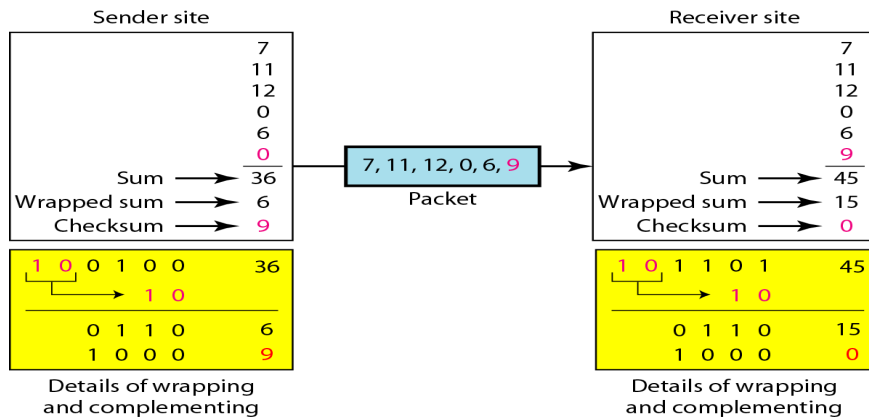 Sender site
7
11
12
0
6
0
Sum 36
Wrapped sum 6
Checksum 9
1 0 0 1 0 0 36
1 0
0 1 1 0 6
1 0 0 0 9
Details of wrapping
and complementing
7, 11, 12, 0, 6, 9
Packet
Receiver site
7
11
12
0
6
9
Sum 45
Wrapped sum 15
Checksum 0
1 0 1 1 0 1 45
1 0
0 1 1 0 15
1 0 0 0 0
Details of wrapping
and complementing